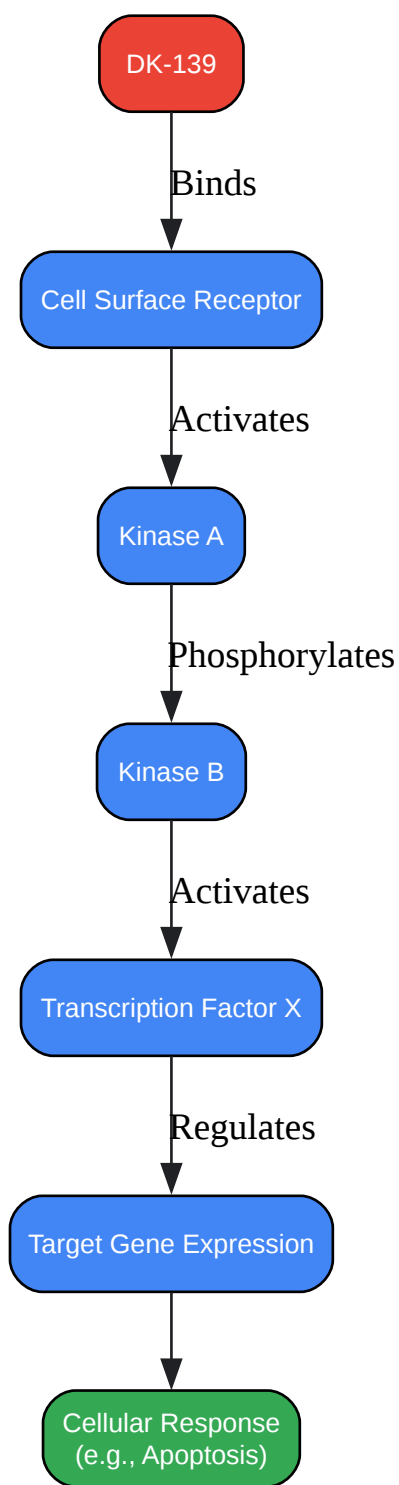 DK-139
Binds
Cell Surface Receptor
Activates
Kinase A
Phosphorylates
Kinase B
Activates
Transcription Factor X
Regulates
Target Gene Expression
Cellular Response
(e.g., Apoptosis)